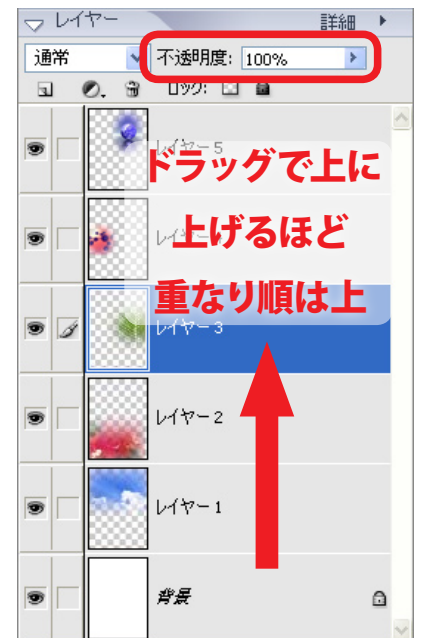 レイヤー
詳細
通常
不透明度: 100%
ロック:
レイヤー 5
ドラッグで上に
上げるほど
重なり順は上
レイヤー 3
レイヤー 2
レイヤー 1
背景